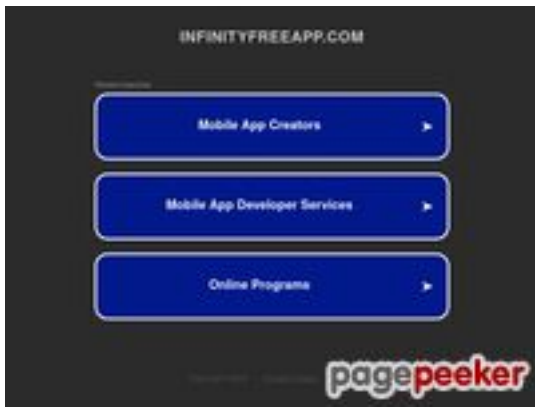 INFINITYFREEAPP.COM
Mobile App Creators
Mobile App Developer Services
Online Programs
pagepeeker